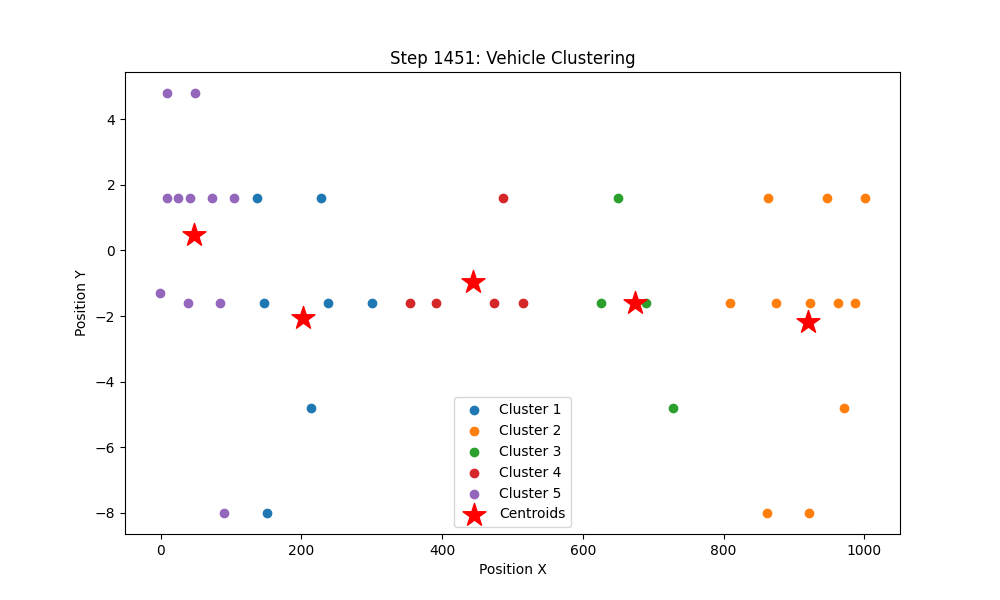 Step 1451: Vehicle Clustering
Position Y
4
2
0
−2
−4
−6
−8
Cluster 1
Cluster 2
Cluster 3
Cluster 4
Cluster 5
Centroids
0
200
400
600
800
1000
Position X